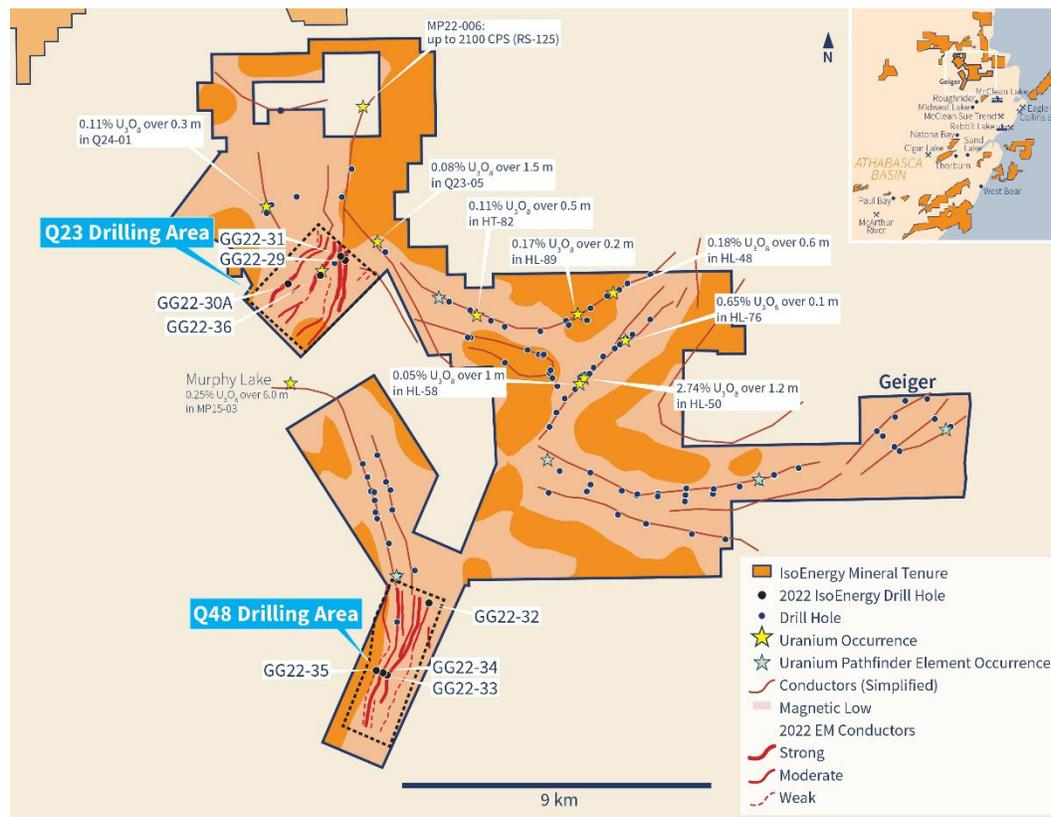 MP22-006:
up to 2100 CPS (RS-125)
N
Geiger
McClean Lake
Roughrider
Midwest Lake
Eagle
McClean Sue Trend
Collins
Rabbit Lake
Natona Bay
Sand
Lake
Cigar Lake
Thorburn
ATHABASCA
BASIN
West Bear
Paul Bay
McArthur
River
0.11% U3O8 over 0.3 m
in Q24-01
0.08% U3O8 over 1.5 m
in Q23-05
0.11% U3O8 over 0.5 m
in HT-82
Q23 Drilling Area
GG22-31
GG22-29
0.17% U3O8 over 0.2 m
in HL-89
0.18% U3O8 over 0.6 m
in HL-48
GG22-30A
GG22-36
0.65% U3O8 over 0.1 m
in HL-76
Murphy Lake
0.25% U3O8 over 6.0 m
in MP15-03
0.05% U3O8 over 1 m
in HL-58
2.74% U3O8 over 1.2 m
in HL-50
Geiger
Q48 Drilling Area
GG22-32
GG22-35
GG22-34
GG22-33
IsoEnergy Mineral Tenure
2022 IsoEnergy Drill Hole
Drill Hole
Uranium Occurrence
Uranium Pathfinder Element Occurrence
Conductors (Simplified)
Magnetic Low
2022 EM Conductors
Strong
Moderate
Weak
9 km